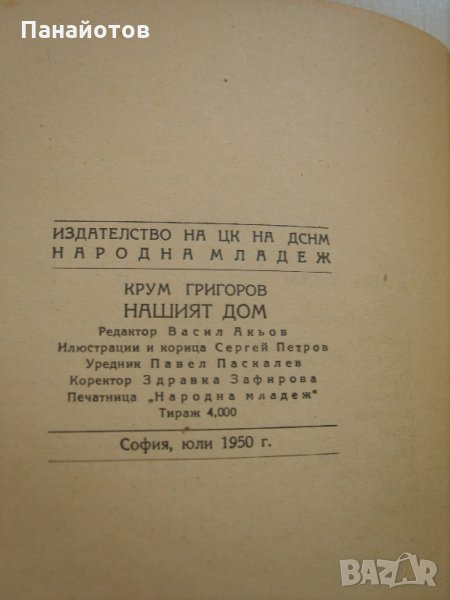 Панайотов
ИЗДАТЕЛСТВО НА ЦК НА ДСНМ
НАРОДНА МЛАДЕЖ
КРУМ ГРИГОРОВ
НАШИЯТ ДОМ
Редактор Васил Акьов
Илюстрации и корица Сергей Петров
Уредник Павел Паскалев
Коректор Здравка Зафирова
Печатница „Народна младеж"
Тираж 4,000
София, юли 1950 г.
BAZAR